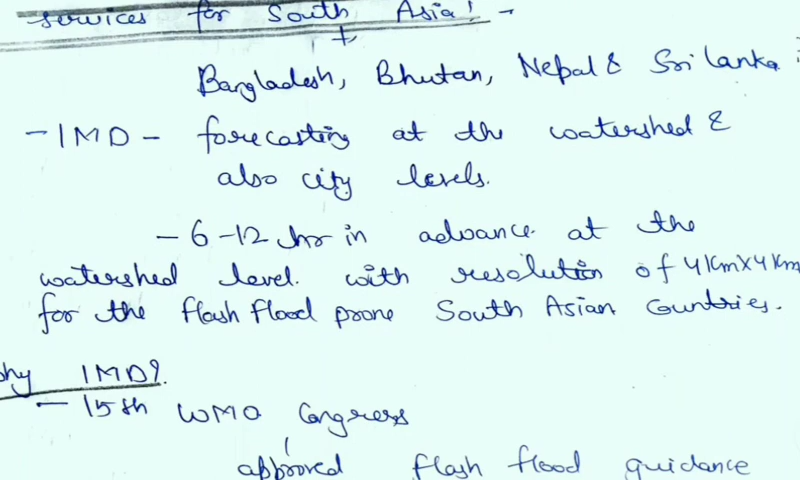 services for South Asia! -
Bangladesh, Bhutan, Nepal & Sri Lanka
- IMD - forecasting at the watershed &
also city levels.
- 6-12 hr in advance at the
watershed level. with resolution of 4Km×4Km
for the flash flood prone South Asian Countries.
why IMD?
- 15th WMO Congress
approved flash flood guidance